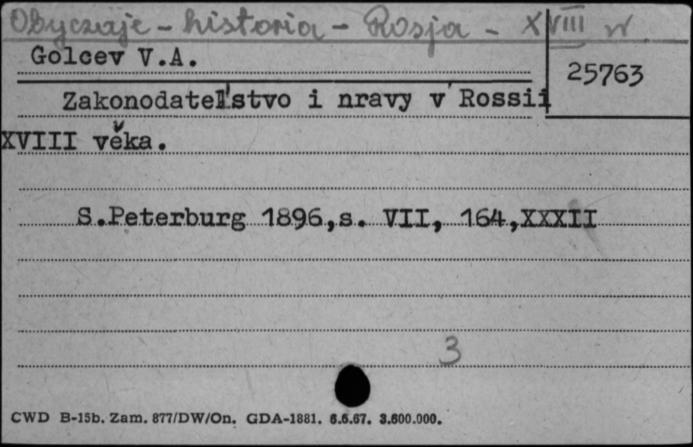 Obyczaje - historia - Rosja - XVIII w
Golcev V.A.
25763
Zakonodatel'stvo i nravy v Rossii
XVIII věka.
S.Peterburg 1896,s. VII, 164,XXXII
3
CWD B-15b. Zam. 877/DW/On. GDA-1881. 6.6.67. 3.600.000.